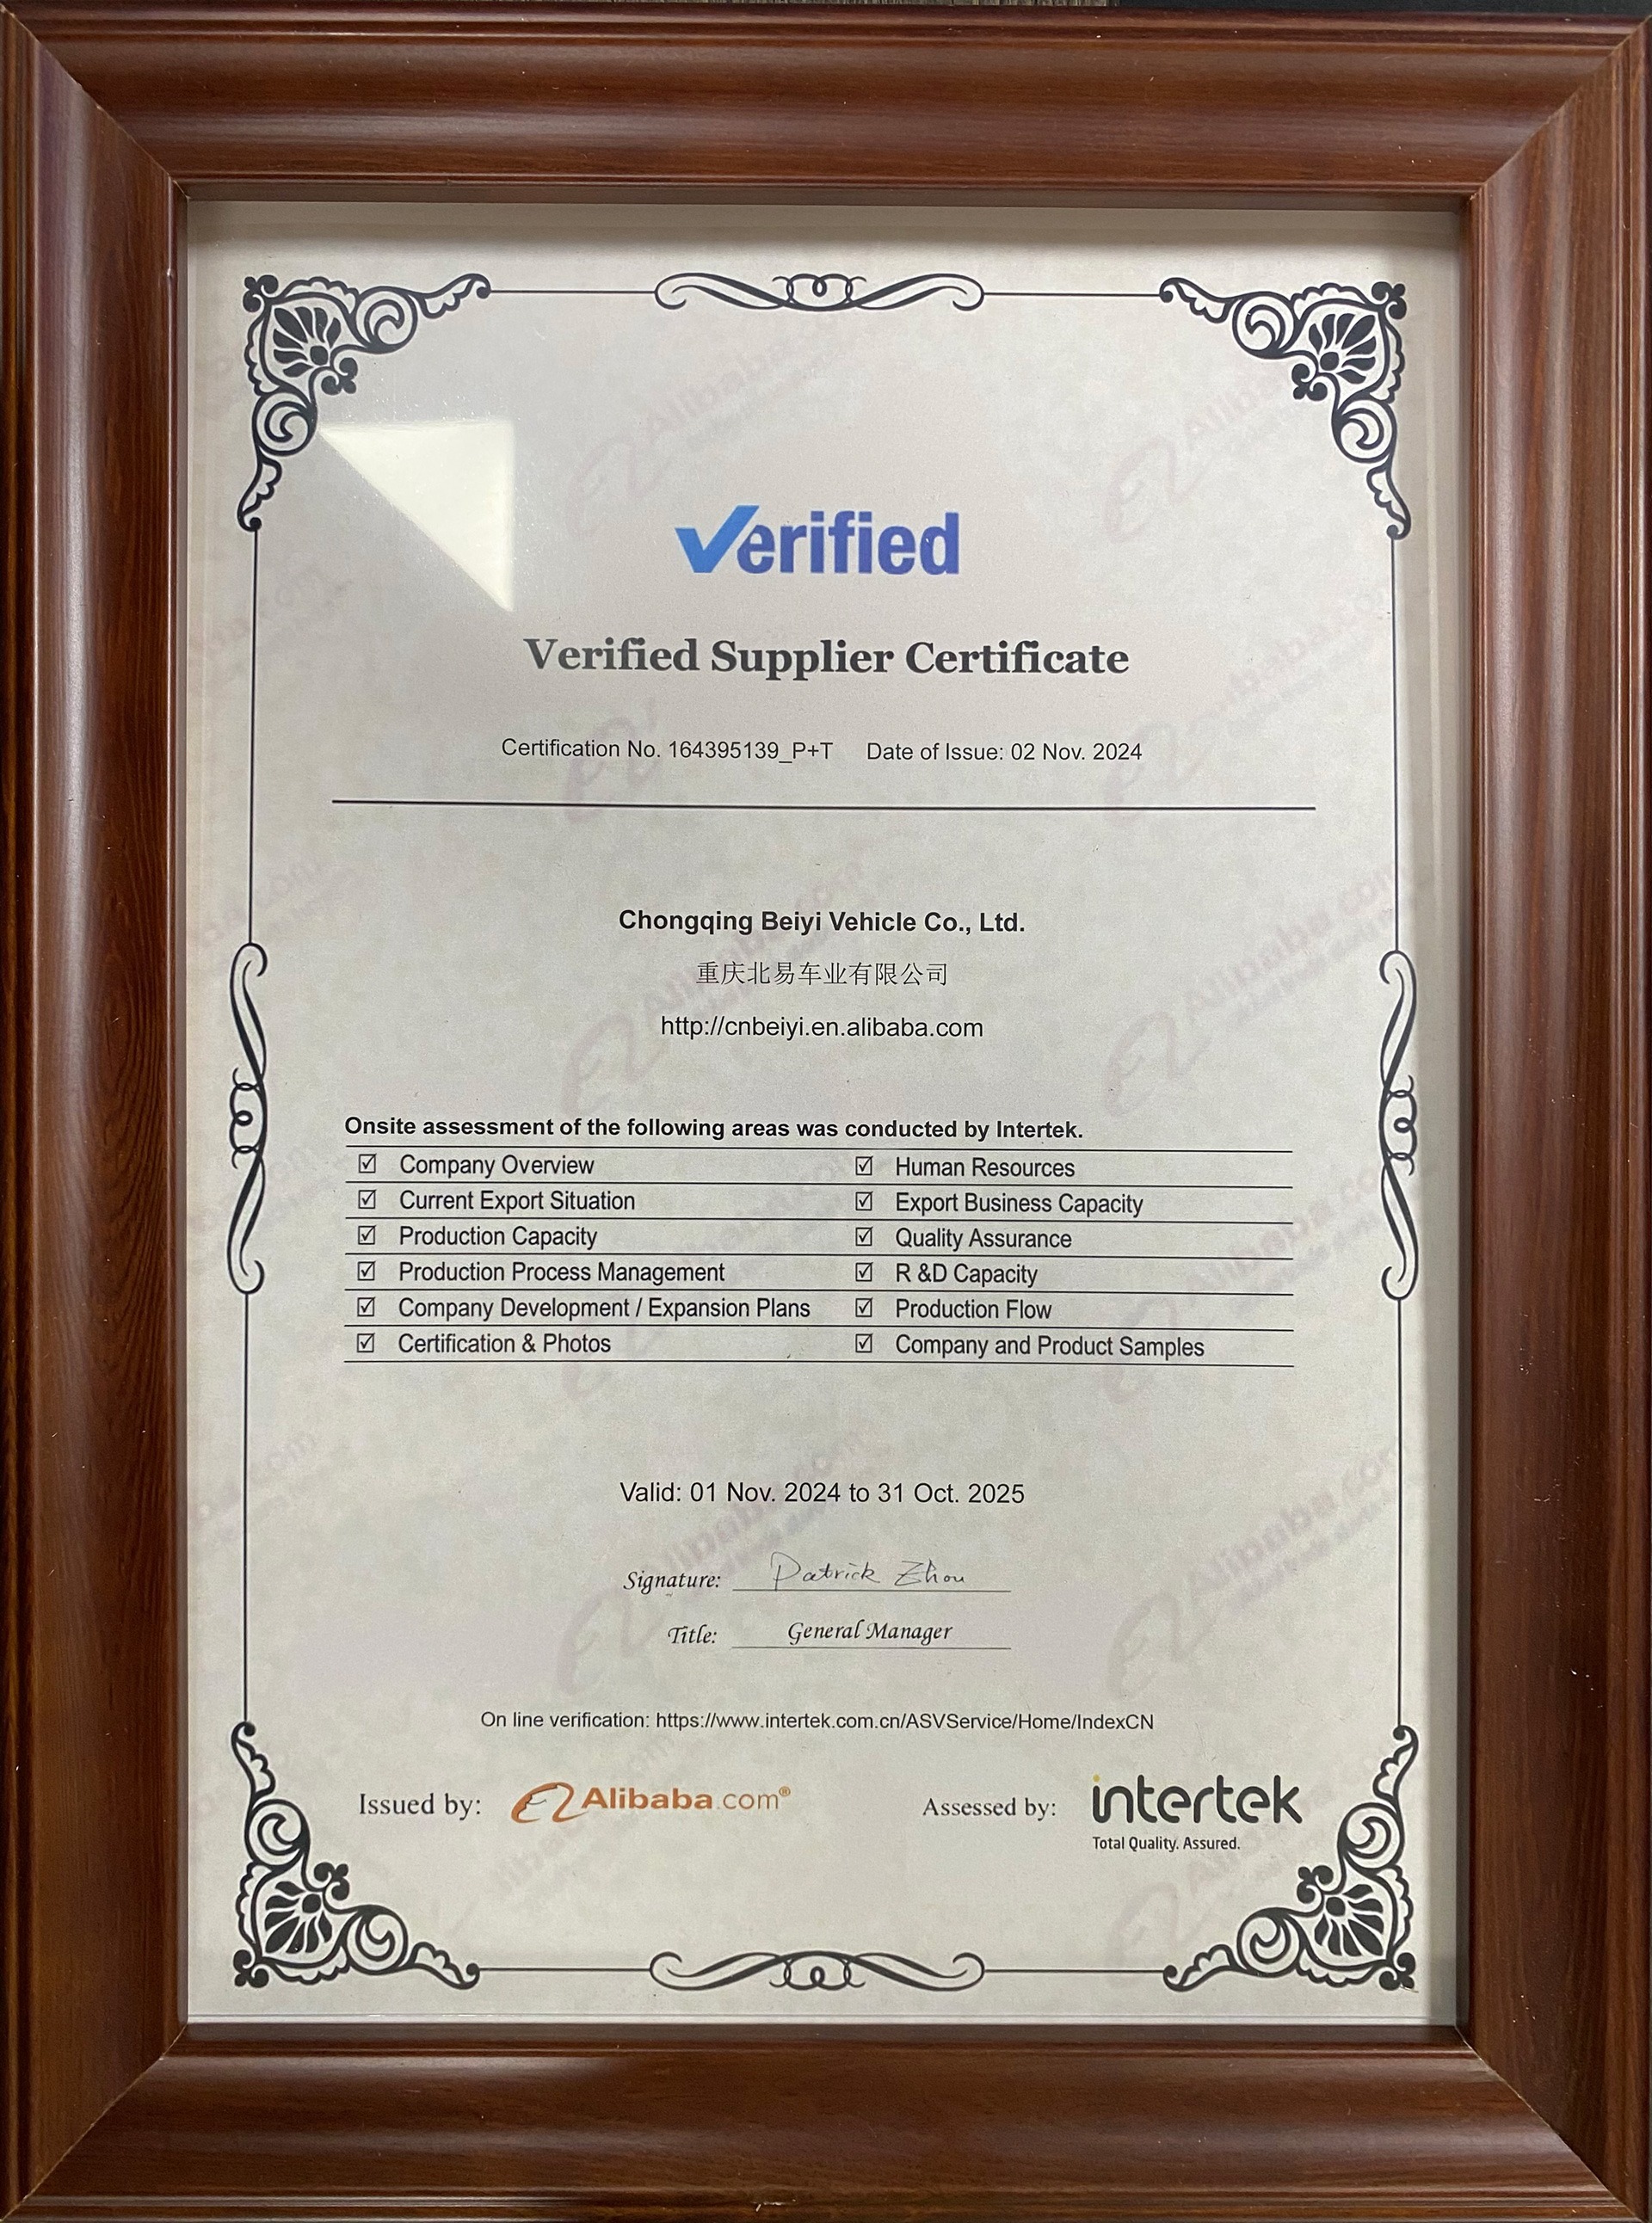 Verified
Verified Supplier Certificate
Certification No. 164395139_P+T Date of Issue: 02 Nov. 2024
Chongqing Beiyi Vehicle Co., Ltd.
重庆北易车业有限公司
http://cnbeiyi.en.alibaba.com
Onsite assessment of the following areas was conducted by Intertek.
☑ Company Overview ☑ Human Resources
☑ Current Export Situation ☑ Export Business Capacity
☑ Production Capacity ☑ Quality Assurance
☑ Production Process Management ☑ R &D Capacity
☑ Company Development / Expansion Plans ☑ Production Flow
☑ Certification & Photos ☑ Company and Product Samples
Valid: 01 Nov. 2024 to 31 Oct. 2025
Signature: Patrick Zhou
Title: General Manager
On line verification: https://www.intertek.com.cn/ASVService/Home/IndexCN
Issued by: Alibaba.com® Assessed by: intertek
Total Quality. Assured.